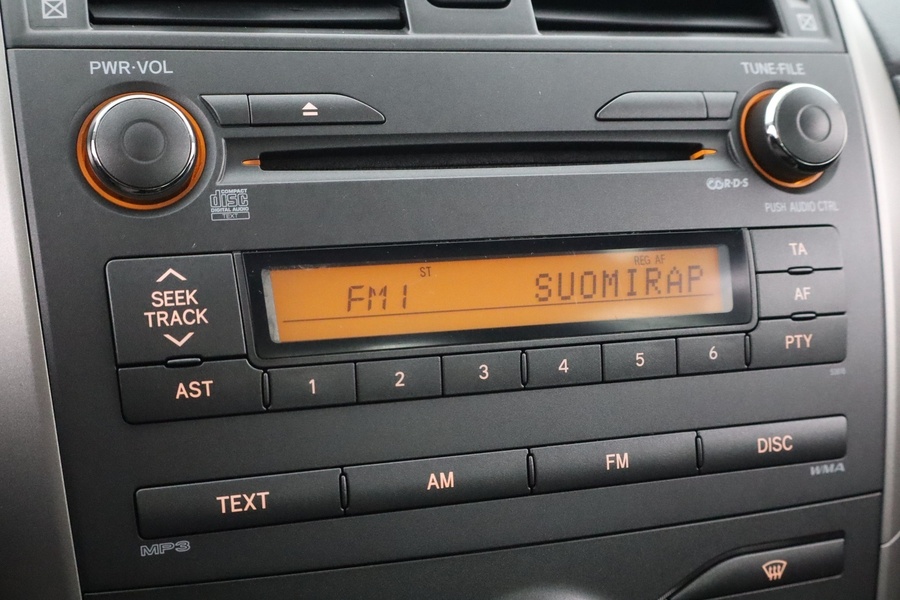 PWR·VOL
TUNE·FILE
COMPACT
disc
DIGITAL AUDIO
TEXT
R·D·S
PUSH AUDIO CTRL
SEEK
TRACK
ST
REG AF
FM1
SUOMIRAP
TA
AF
PTY
AST
1
2
3
4
5
6
TEXT
AM
FM
DISC
MP3
WMA